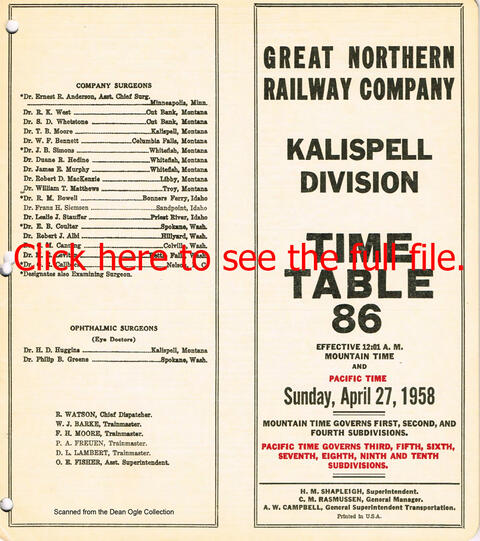 COMPANY SURGEONS
*Dr. Ernest R. Anderson, Asst. Chief Surg.
Minneapolis, Minn.
Dr. R. K. West Cut Bank, Montana
Dr. S. D. Whetstone Cut Bank, Montana
Dr. T. B. Moore Kalispell, Montana
Dr. W. F. Bennett Columbia Falls, Montana
*Dr. J. B. Simons Whitefish, Montana
Dr. Duane R. Hedine Whitefish, Montana
Dr. James R. Murphy Whitefish, Montana
Dr. Robert D. MacKenzie Libby, Montana
Dr. William T. Matthews Troy, Montana
*Dr. R. M. Bowell Bonners Ferry, Idaho
Dr. Franz H. Siemsen Sandpoint, Idaho
Dr. Leslie J. Stauffer Priest River, Idaho
*Dr. E. B. Coulter Spokane, Wash.
Dr. Robert J. Albi Hillyard, Wash.
Canning Colville, Wash.
Falls, Wash.
Nelson
*Designates also Examining Surgeon.
OPHTHALMIC SURGEONS
(Eye Doctors)
Dr. H. D. Huggins Kalispell, Montana
Dr. Philip B. Greene Spokane, Wash.
R. WATSON, Chief Dispatcher.
W. J. BARKE, Trainmaster.
F. H. MOORE, Trainmaster.
P. A. FREUEN, Trainmaster.
D. L. LAMBERT, Trainmaster.
O. E. FISHER, Asst. Superintendent.
Scanned from the Dean Ogle Collection
GREAT NORTHERN
RAILWAY COMPANY
KALISPELL
DIVISION
TIME
TABLE
86
Click here to see the full file.
EFFECTIVE 12:01 A. M.
MOUNTAIN TIME
AND
PACIFIC TIME
Sunday, April 27, 1958
MOUNTAIN TIME GOVERNS FIRST, SECOND, AND
FOURTH SUBDIVISIONS.
PACIFIC TIME GOVERNS THIRD, FIFTH, SIXTH,
SEVENTH, EIGHTH, NINTH AND TENTH
SUBDIVISIONS.
H. M. SHAPLEIGH, Superintendent.
C. M. RASMUSSEN, General Manager.
A. W. CAMPBELL, General Superintendent Transportation.
Printed in U.S.A.